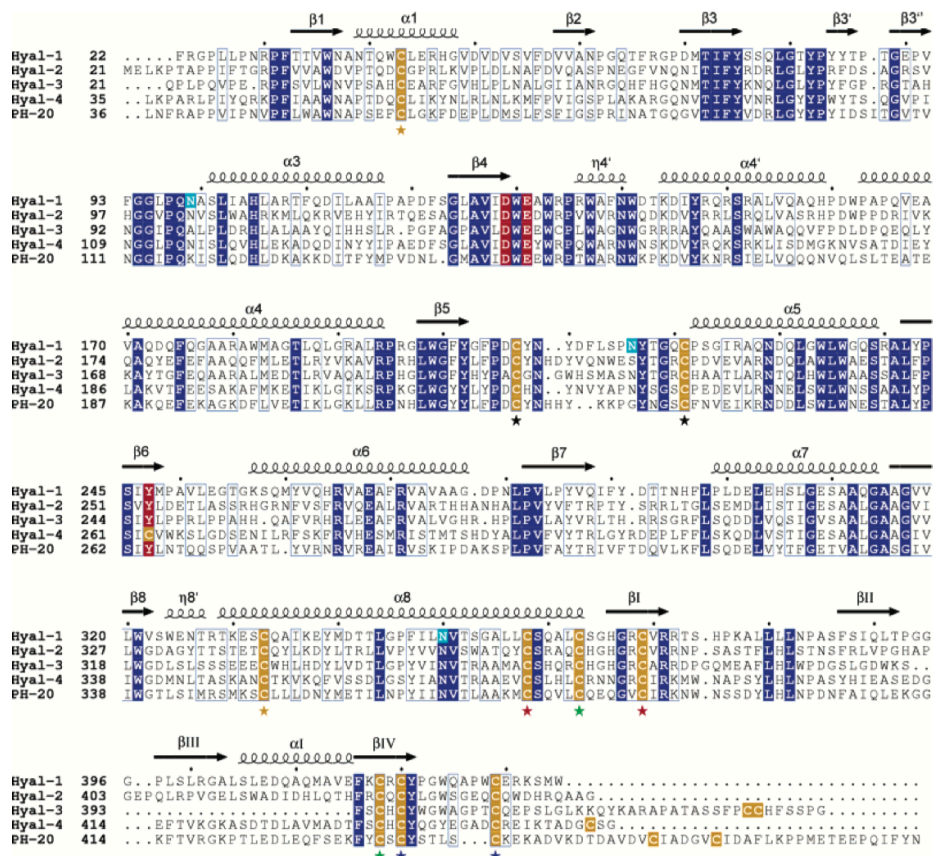 β1 α1 β2 β3 β3' β3''
Hyal-1 22 .....FRGPLLPNRPFTTVWNANTQWCLERHGVDVDVSVFDVVANPGQTFRGPDMTIFYSSQLGTYPYYTP.TGEPV
Hyal-2 21 MELKPTAPPIFTGRPFVVAWDVPTQDCGPRLKVPLDLNAFDVQASPNEGFVNQNITIFYRDRLGLYPRFDS.AGRSV
Hyal-3 21 ...QPLPQVPE.RPFSVLWNVPSAHCEARFGVHLPLNALGIIANRGQHFHGQNMTIFYKNQLGLYPYFGP.RGTAH
Hyal-4 35 ..LKPARLPIYQRKPFIAAWNAPTDQCLIKYNLRLNLKMFPVIGSPLAKARGQNVTIFYVNRLGYYPWYTS.QGVPI
PH-20 36 ..LNFRAPPVIPNVPFLWAWNAPSEFCLGKFDEPLDMSLFSFIGSPRINATGQGVTIFYVDRLGYYPYIDSITGVTV
α3 β4 η4' α4'
Hyal-1 93 FGGLPQNASLIAHLARTFQDILAAIPAPDFSGLAVIDWEAWRPRWAFNWDTKDIYRQRSRALVQAQHPDWPAPQVEA
Hyal-2 97 HGGVPQNVSLWAHRKMLQKRVEHYIRTQESAGLAVIDWEDWRPVWVRNWQDKDVYRRLSRQLVASRHPDWPPDRIVK
Hyal-3 92 NGGIPQALPLDRHLALAAYQIHHSLR.PGFAGPAVLDWEEWCPLWAGNWGRRRAYQAASWAWAQQVFPDLDPQEQLY
Hyal-4 109 NGGLPQNISLQVHLEKADQDINYYIPAEDFSGLAVIDWEYWRPQWARNWNSKDVYRQKSRKLISDMGKNVSATDIEY
PH-20 111 NGGIPQKISLQDHLDKAKKDITFYMPVDNLGMAVIDWEEWRPTWARNWKPKDVYKNRSIELVQQQNVQLSLTEATE
α4 β5 α5
Hyal-1 170 VAQDQFQGAARAWMAGTLQLGRALRPRGLWGFYGFPDCYN..YDFLSPNYTGQCPSGIRAQNDQLGWLWGQSRALYP
Hyal-2 174 QAQYEFEFAAQQFMLETLRYVKAVRPRHLWGFYLFPDCYNHDYVQNWESYTGRCPDVEVARNDQLAWLWAESTALFP
Hyal-3 168 KAYTGFEQAARALMEDTLRVAQALRPHGLWGFYHYPACGN.GWHSMASNYTGRCHAATLARNTQLHWLWAASSALFP
Hyal-4 186 LAKVTFEESAKAFMKETIKLGIKSRPKGLWGYYLYPDCHN..YNVYAPNYSGSCPEDEVLRNNELSWLWNSSAALYP
PH-20 187 KAKQEFEKAGKDFLVETIKLGKLLRPNHLWGYYLFPDCYNHHY.KKPGYNGSCFNVEIKRNDDLSWLWNESTALYP
β6 α6 β7 α7
Hyal-1 245 SIYMPAVLEGTGKSQMYVQHRVAEAFRVAVAAG.DPNLPVLPYVQIFY.DTTNHFLPLDELEHSLGESAAQGAAGVV
Hyal-2 251 SVYLDETLASSRHGRNFVSFRVQEALRVARTHHANHALPVYVFTRPTY.SRRLTGLSEMDLISTIGESAALGAAGVI
Hyal-3 244 SIYLPPRLPPAHH.QAFVRHRLEEAFRVALVGHR.HPLPVLAYVRLTH.RRSGRFLSQDDLVQSIGVSAALGAAGVV
Hyal-4 261 SICVWKSLGDSENILRFSKFRVHESMRISTMTSHDYALPVFVYTRLGYRDEPLFFLSKQDLVSTIGESAALGAAGIV
PH-20 262 SIYLNTQQSPVAATL.YVRNRVREAIRVSKIPDAKSPLPVFAYTRIVFTDQVLKFLSQDELVYTFGETVALGASGIV
β8 η8' α8 βI βII
Hyal-1 320 LWVSWENTRTKESCQAIKEYMDTTLGPFILNVTSGALLCSQALCSGHGRCVRRTS.HPKALLLLNPASFSIQLTPGG
Hyal-2 327 LWGDAGYTTSTETCQYLKDYLTRLLVPYVVNVSWATQYCSRAQCHGHGRCVRRNP.SASTFLHLSTNSFRLVPGHAP
Hyal-3 318 LWGDLSLSSSEEECWHLHDYLVDTLGPYVINVTRAAMACSHQRCHGHGRCARRDPGQMEAFLHLWPDGSLGDWKS.
Hyal-4 338 IWGDMNLTASKANCTKVKQFVSSDLGSYIANVTRAAEVCSLHLCRNNGRCIRKMW.NAPSYLHLNPASYHIEASEDG
PH-20 338 IWGTLSIMRSMKSCLLLDNYMETILNPYIINVTLAAKMCSQVLCQEQGVCIRKNW.NSSDYLHLNPDNFAIQLEKGG
βIII αI βIV
Hyal-1 396 G..PLSLRGALSLEDQAQMAVEFKCRCYPGWQAPWCERKSMW..................................
Hyal-2 403 GEPQLRPVGELSWADIDHLQTHFRCQCYLGWSGEQCQWDHRQAAG...............................
Hyal-3 393 ......................FSCHCYWGWAGPTCQEPSLGLKKQYKARAPATASSFPCCHFSSPG.........
Hyal-4 414 ..EFTVKGKASDTDLAVMADTFSCHCYQGYEGADCREIKTADGCSG..............................
PH-20 414 ..KFTVRGKPTLEDLEQFSEKFYCSCYSTLS...CKEKADVKDTDAVDVCIADGVCIDAFLKPPMETEEPQIFYN